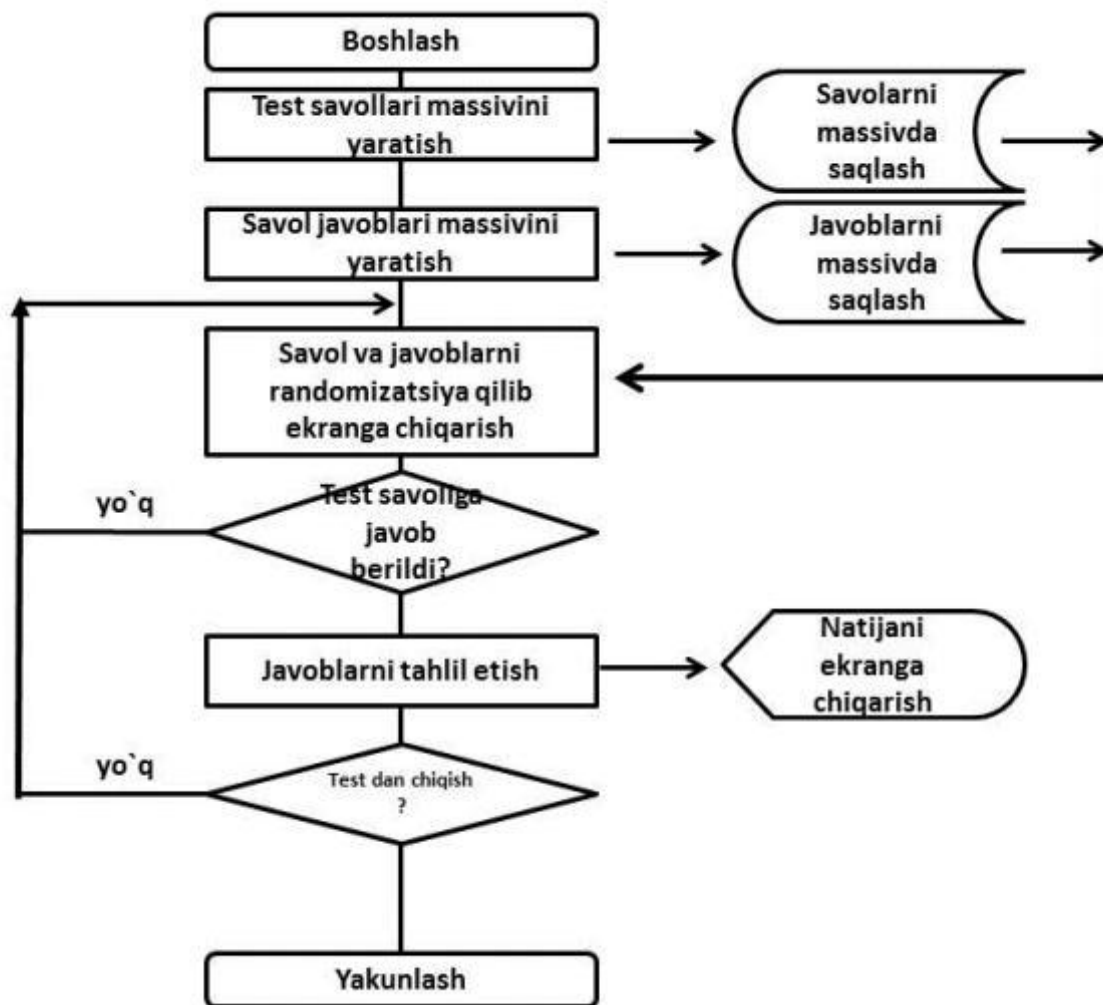 Boshlash
Test savollari massivini
yaratish
Savolarni
massivda
saqlash
Savol javoblari massivini
yaratish
Javoblarni
massivda
saqlash
Savol va javoblarni
randomizatsiya qilib
ekranga chiqarish
yo`q
Test savoliga
javob
berildi?
Javoblarni tahlil etish
Natijani
ekranga
chiqarish
yo`q
Test dan chiqish
?
Yakunlash